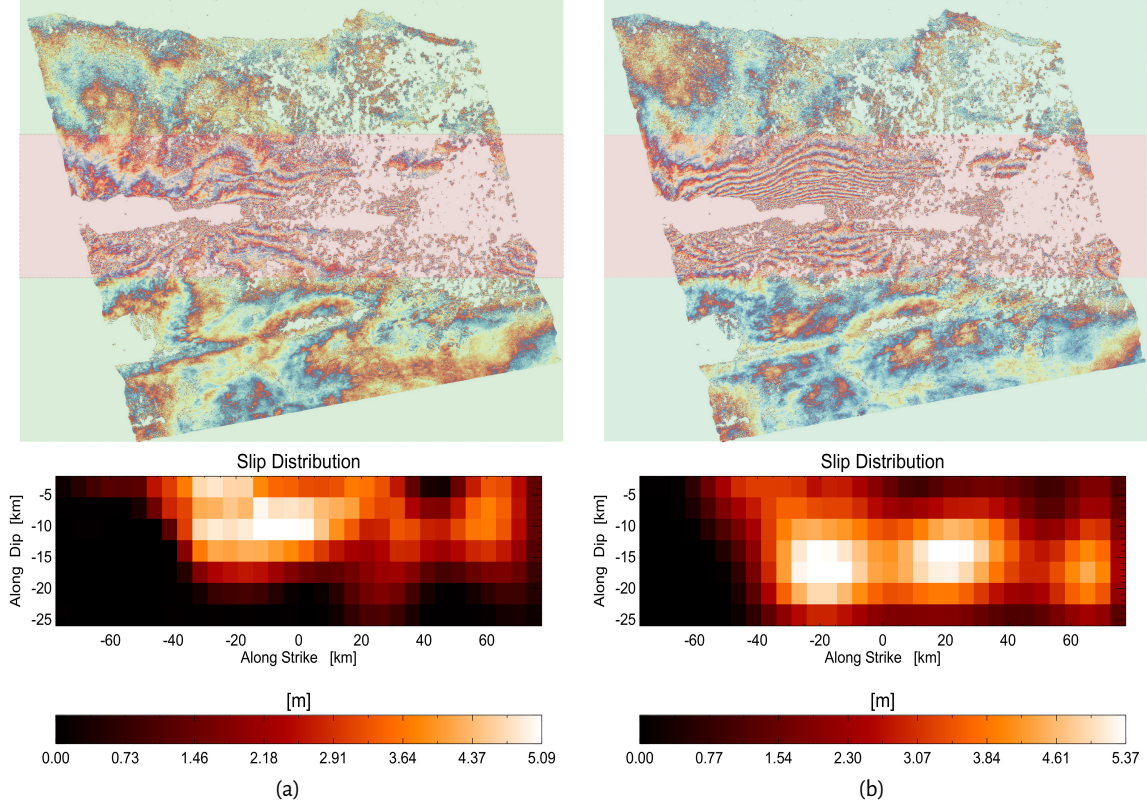 Slip Distribution
Along Dip [km]
-5
-10
-15
-20
-25
-60 -40 -20 0 20 40 60
Along Strike [km]
[m]
0.00 0.73 1.46 2.18 2.91 3.64 4.37 5.09
(a)
Slip Distribution
Along Dip [km]
-5
-10
-15
-20
-25
-60 -40 -20 0 20 40 60
Along Strike [km]
[m]
0.00 0.77 1.54 2.30 3.07 3.84 4.61 5.37
(b)